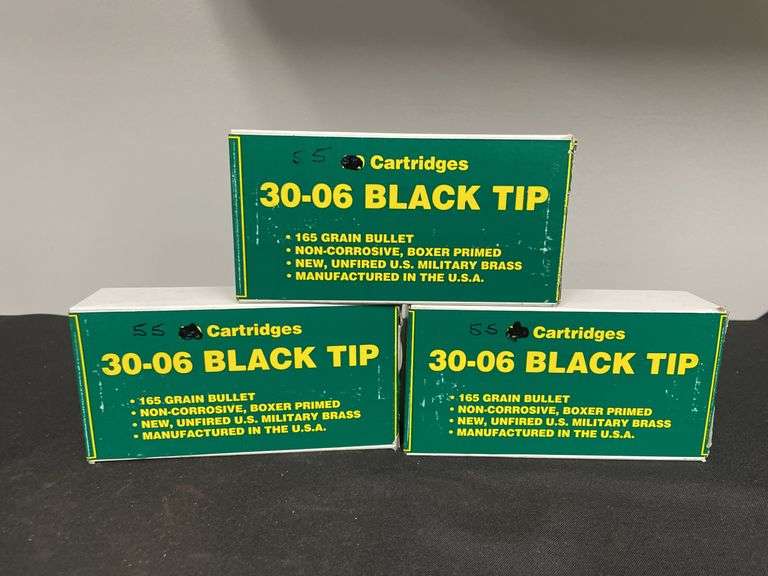 55 Cartridges
30-06 BLACK TIP
• 165 GRAIN BULLET
• NON-CORROSIVE, BOXER PRIMED
• NEW, UNFIRED U.S. MILITARY BRASS
• MANUFACTURED IN THE U.S.A.
55 Cartridges
30-06 BLACK TIP
• 165 GRAIN BULLET
• NON-CORROSIVE, BOXER PRIMED
• NEW, UNFIRED U.S. MILITARY BRASS
• MANUFACTURED IN THE U.S.A.
55 Cartridges
30-06 BLACK TIP
• 165 GRAIN BULLET
• NON-CORROSIVE, BOXER PRIMED
• NEW, UNFIRED U.S. MILITARY BRASS
• MANUFACTURED IN THE U.S.A.